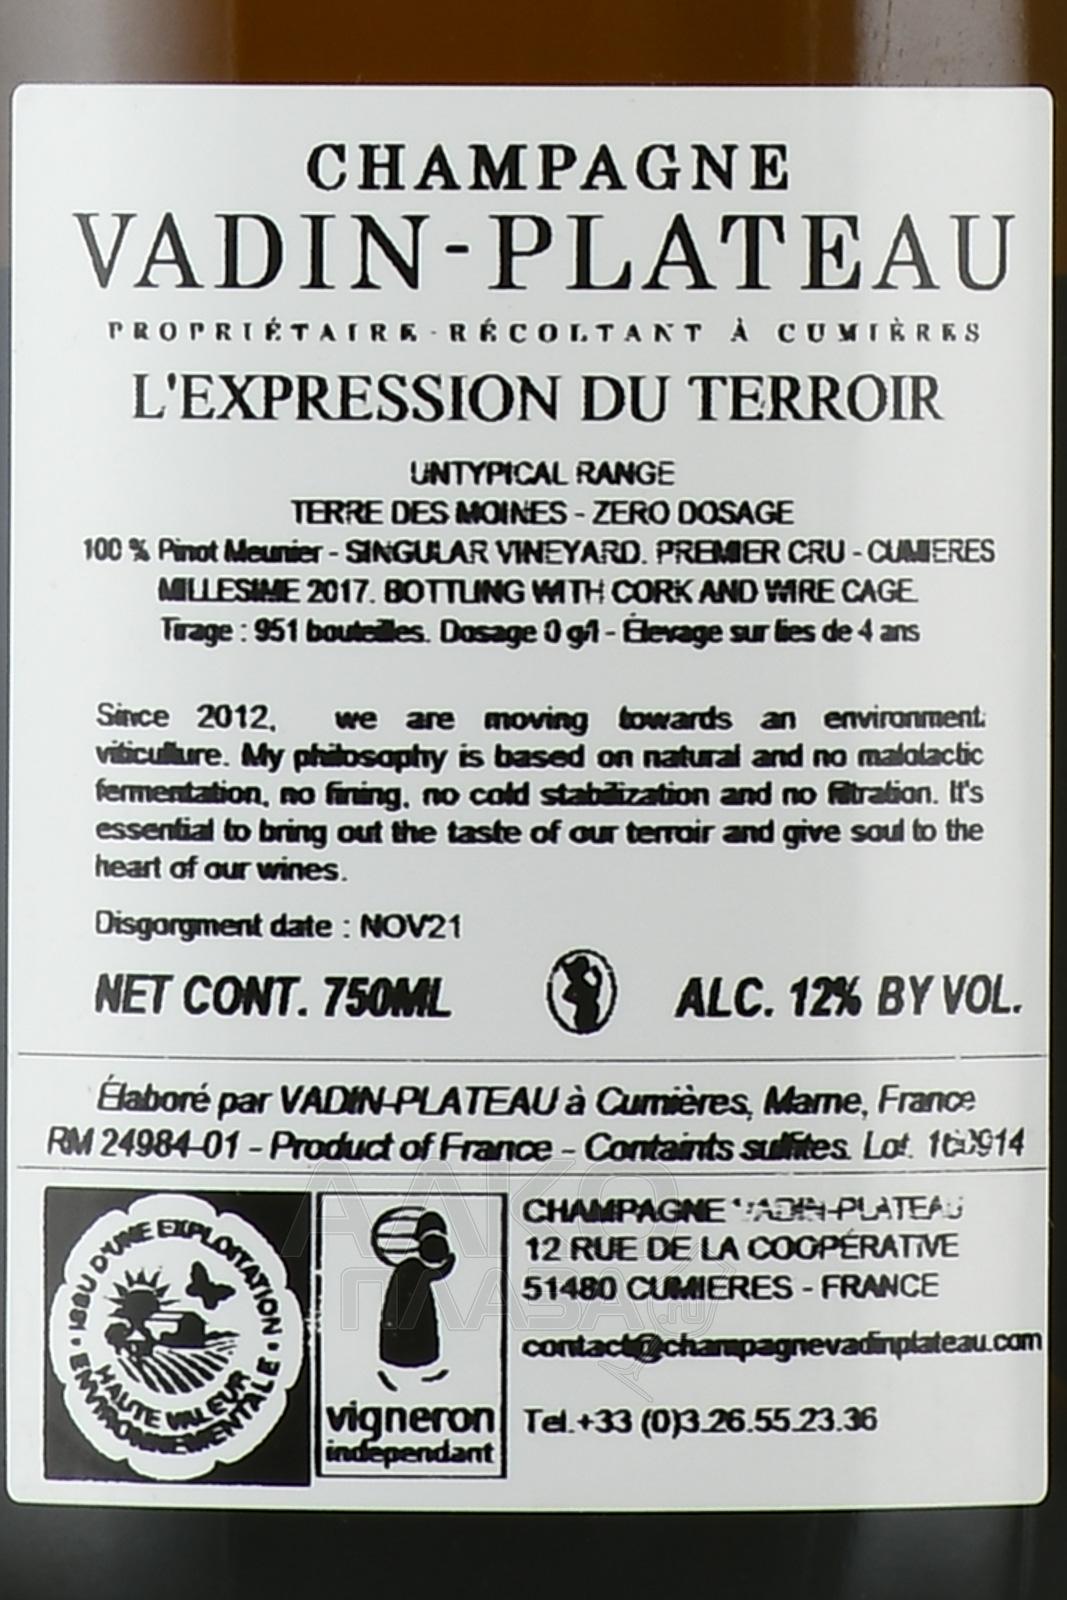 CHAMPAGNE
VADIN-PLATEAU
PROPRIÉTAIRE-RÉCOLTANT À CUMIÈRES
L'EXPRESSION DU TERROIR
UNTYPICAL RANGE
TERRE DES MOINES - ZERO DOSAGE
100 % Pinot Meunier - SINGULAR VINEYARD. PREMIER CRU - CUMIERES
MILLESIME 2017. BOTTLING WITH CORK AND WIRE CAGE.
Tirage : 951 bouteilles. Dosage 0 g/l - Élevage sur lies de 4 ans
Since 2012, we are moving towards an environment.
viticulture. My philosophy is based on natural and no malolactic
fermentation, no fining, no cold stabilization and no filtration. It's
essential to bring out the taste of our terroir and give soul to the
heart of our wines.
Disgorgment date : NOV21
NET CONT. 750ML ALC. 12% BY VOL.
Élaboré par VADIN-PLATEAU à Cumières, Marne, France
RM 24984-01 - Product of France - Containts sulfites. Lot.
ISSU D'UNE EXPLOITATION
HAUTE VALEUR
ENVIRONNEMENTALE
vigneron
independant
CHAMPAGNE VADIN-PLATEAU
12 RUE DE LA COOPÉRATIVE
51480 CUMIERES - FRANCE
contact@champagnevadinplateau.com
Tel.+33 (0)3.26.55.23.36
АЛКО
ПЛАЗА.ru